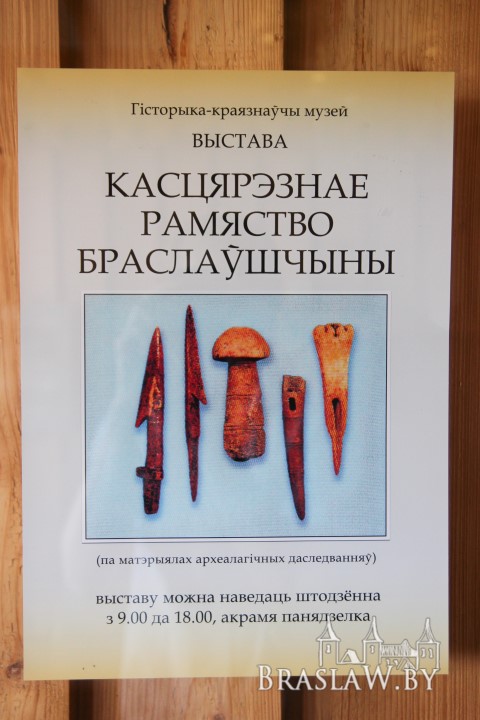 Гісторыка-краязнаўчы музей
ВЫСТАВА
КАСЦЯРЭЗНАЕ
РАМЯСТВО
БРАСЛАЎШЧЫНЫ
(па матэрыялах археалагічных даследванняў)
выставу можна наведаць штодзённа
з 9.00 да 18.00, акрамя панядзелка
BRASLAW.BY